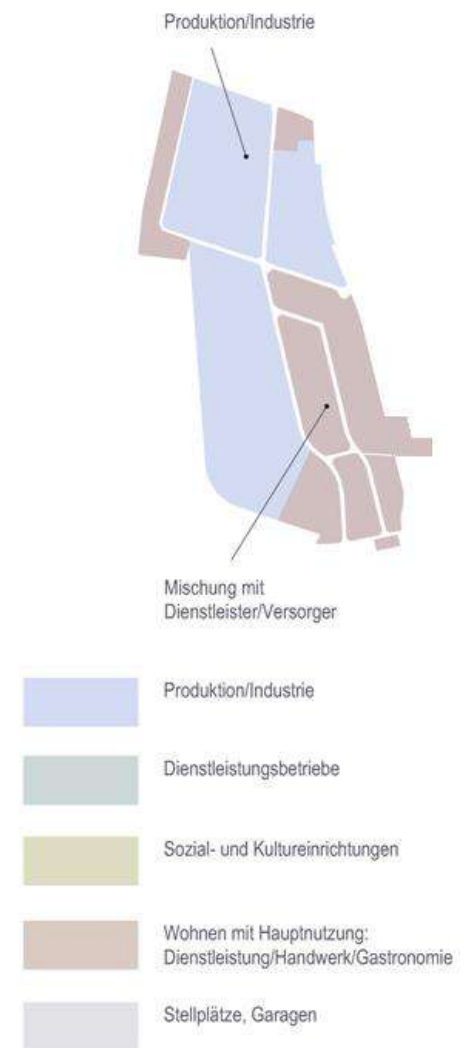 Produktion/Industrie
Mischung mit
Dienstleister/Versorger
Produktion/Industrie
Dienstleistungsbetriebe
Sozial- und Kultureinrichtungen
Wohnen mit Hauptnutzung:
Dienstleistung/Handwerk/Gastronomie
Stellplätze, Garagen